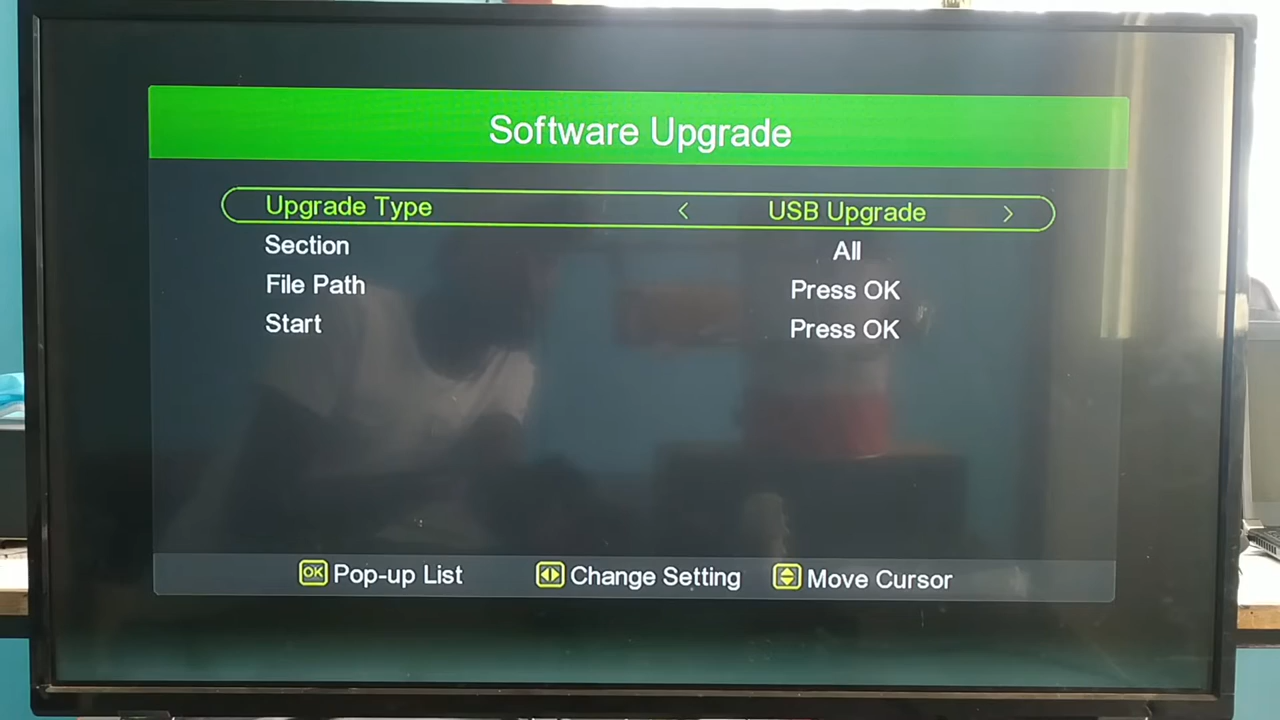 Software Upgrade
Upgrade Type < USB Upgrade >
Section All
File Path Press OK
Start Press OK
OK Pop-up List Change Setting Move Cursor